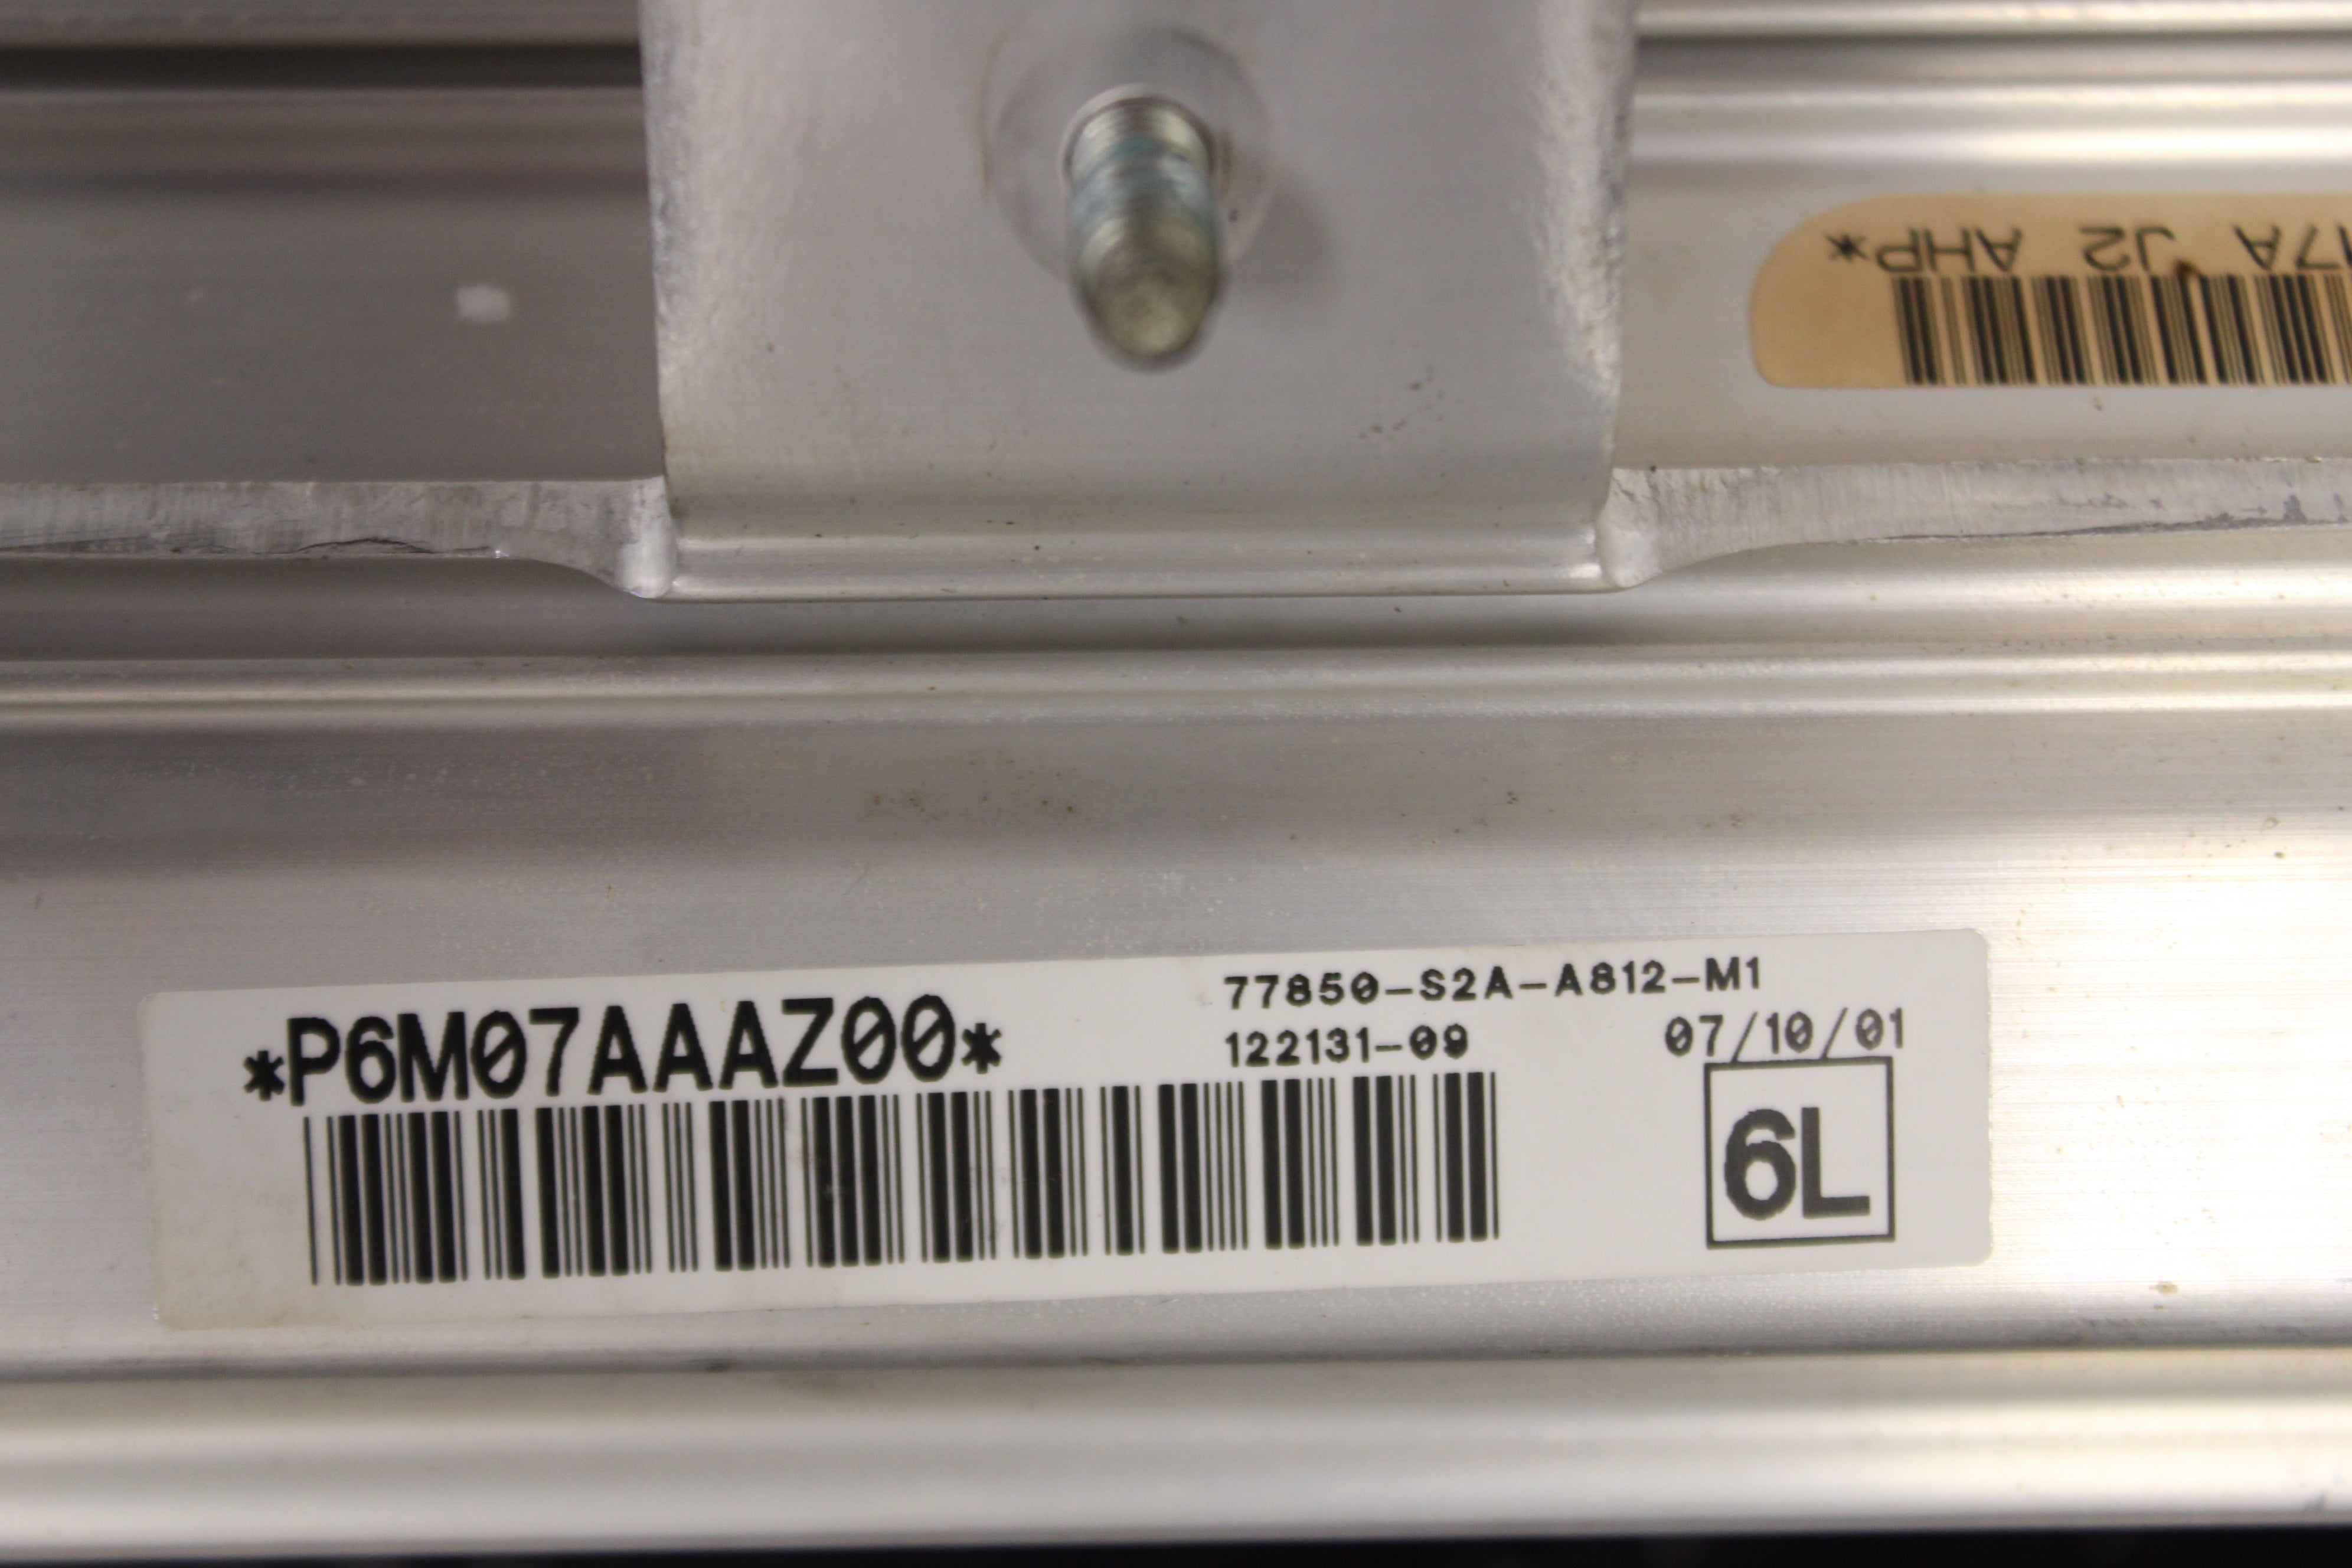 17A J2 AHP*
77850-S2A-A812-M1
*P6M07AAAZ00*
122131-09
07/10/01
6L